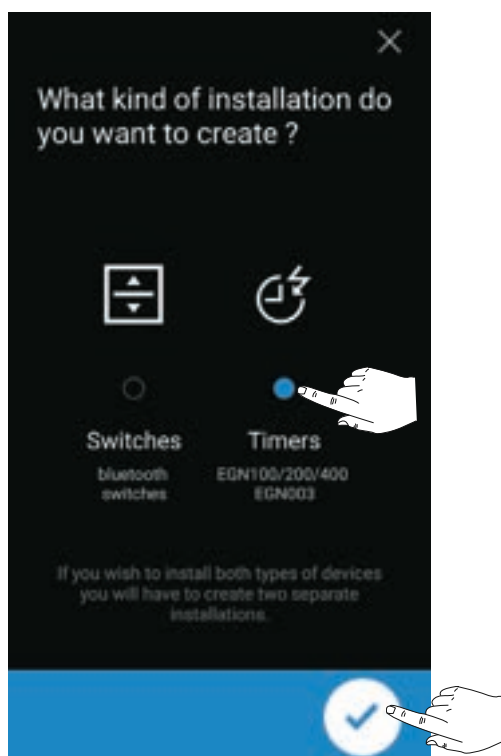 What kind of installation do
you want to create ?
Switches
bluetooth
switches
Timers
EGN100/200/400
EGN003
If you wish to install both types of devices
you will have to create two separate
installations.